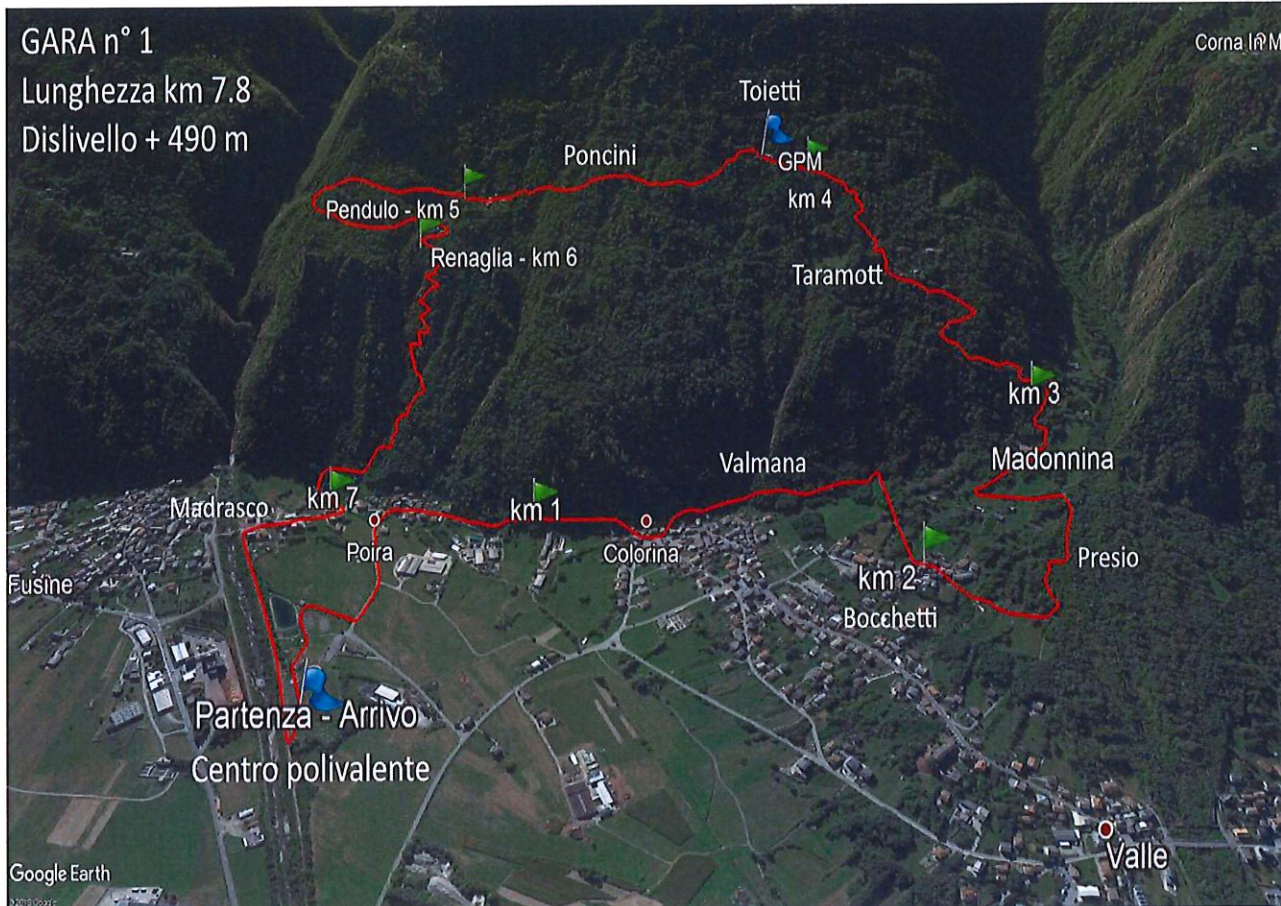 GARA n° 1
Lunghezza km 7.8
Dislivello + 490 m
Corna In M
Toietti
GPM
km 4
Poncini
Pendulo - km 5
Renaglia - km 6
Taramott
km 3
Madonnina
Valmana
km 7
km 1
Madrasco
Poira
Colorina
km 2
Presio
Bocchetti
Fusine
Partenza - Arrivo
Centro polivalente
Valle
Google Earth